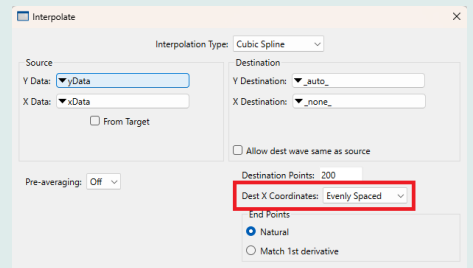 Interpolate
Interpolation Type: Cubic Spline
Source
Y Data: yData
X Data: xData
From Target
Destination
Y Destination: _auto_
X Destination: _none_
Allow dest wave same as source
Pre-averaging: Off
Destination Points: 200
Dest X Coordinates: Evenly Spaced
End Points
Natural
Match 1st derivative